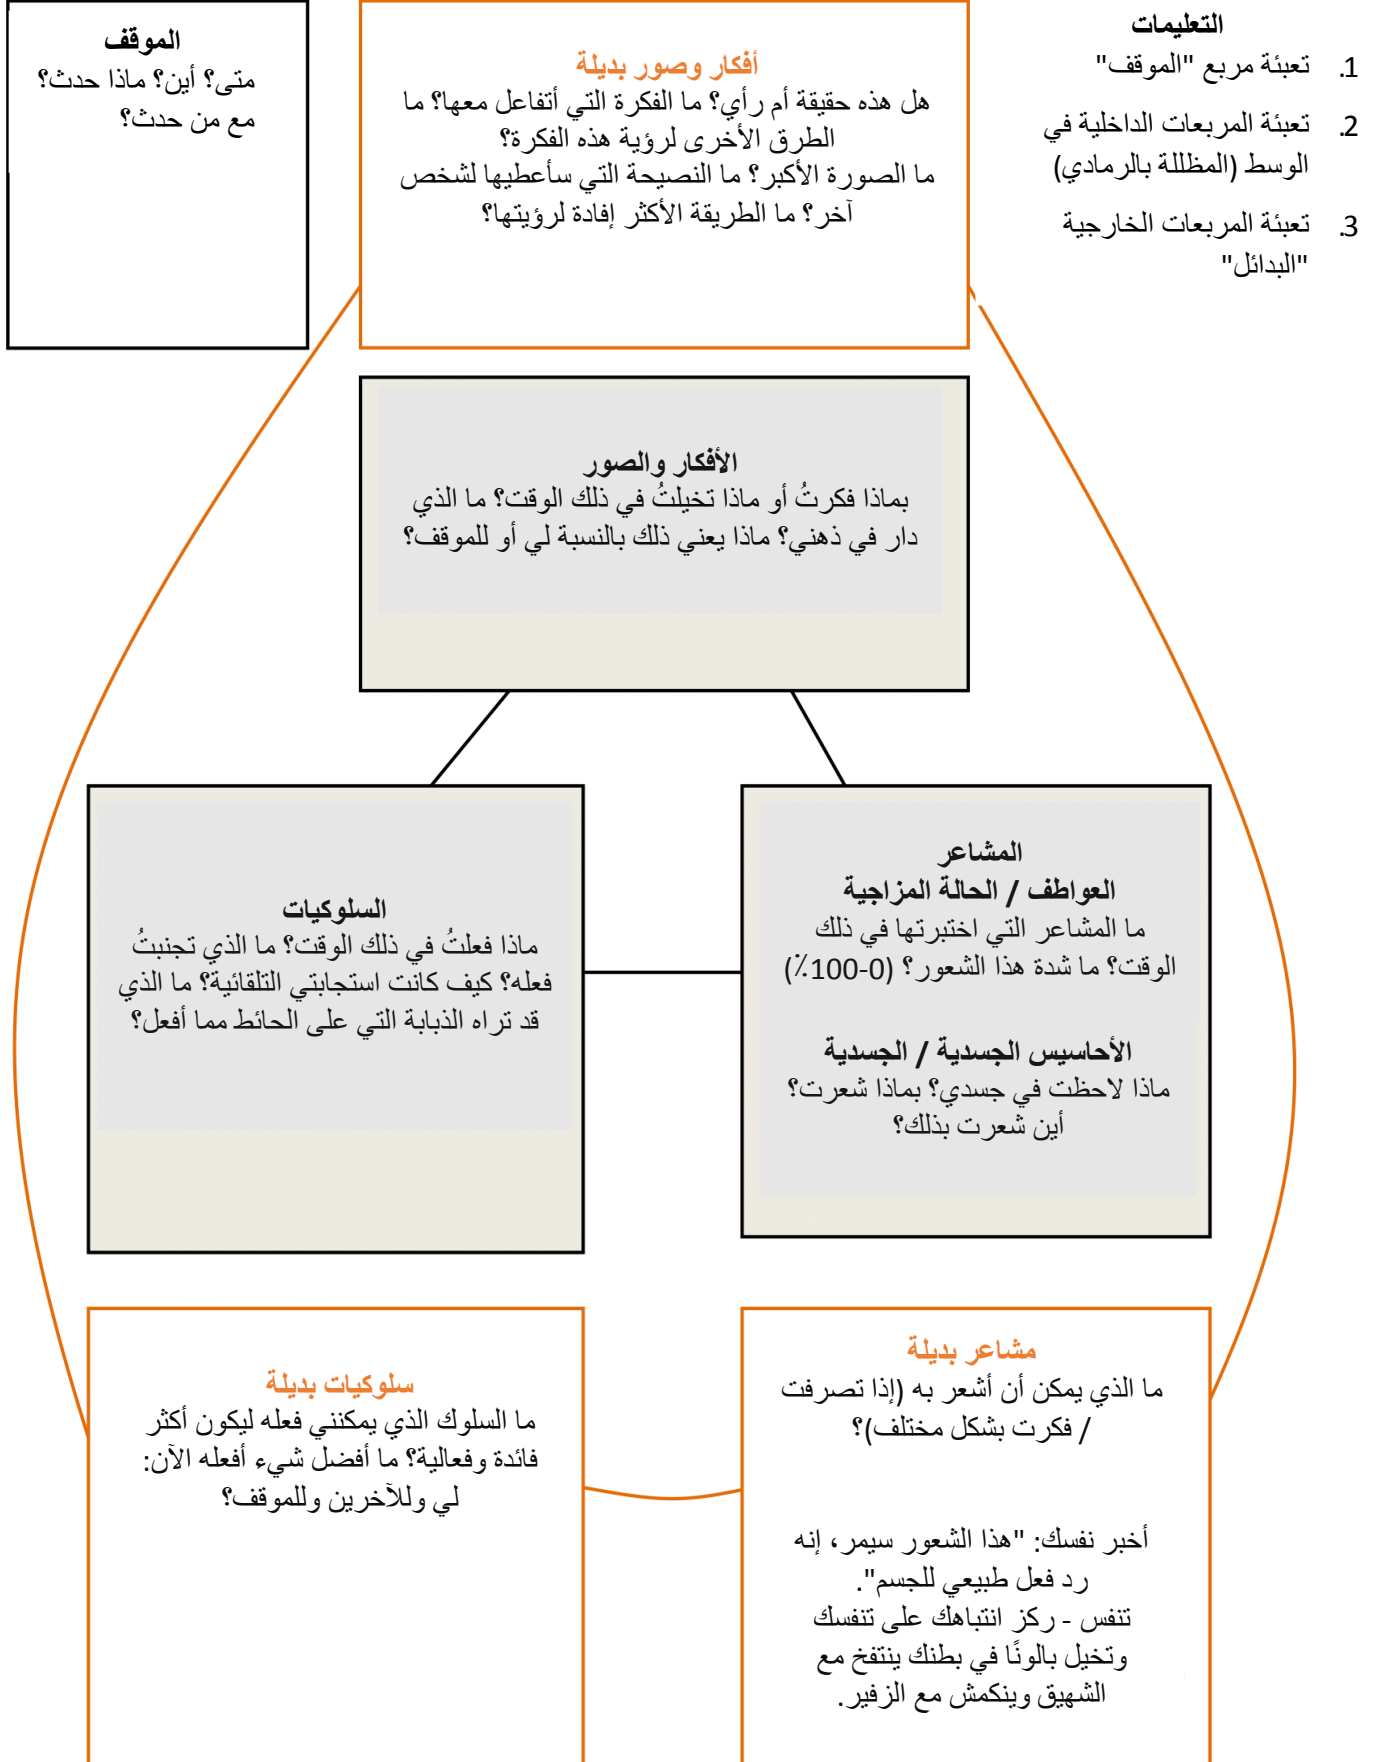 التعليمات
1. تعبئة مربع "الموقف"
2. تعبئة المربعات الداخلية في
الوسط (المظللة بالرمادي)
3. تعبئة المربعات الخارجية
"البدائل"
أفكار وصور بديلة
هل هذه حقيقة أم رأي؟ ما الفكرة التي أتفاعل معها؟ ما
الطرق الأخرى لرؤية هذه الفكرة؟
ما الصورة الأكبر؟ ما النصيحة التي سأعطيها لشخص
آخر؟ ما الطريقة الأكثر إفادة لرؤيتها؟
الموقف
متى؟ أين؟ ماذا حدث؟
مع من حدث؟
الأفكار والصور
بماذا فكرتُ أو ماذا تخيلتُ في ذلك الوقت؟ ما الذي
دار في ذهني؟ ماذا يعني ذلك بالنسبة لي أو للموقف؟
المشاعر
العواطف / الحالة المزاجية
ما المشاعر التي اختبرتها في ذلك
الوقت؟ ما شدة هذا الشعور؟ (0-100٪)
الأحاسيس الجسدية / الجسدية
ماذا لاحظت في جسدي؟ بماذا شعرت؟
أين شعرت بذلك؟
السلوكيات
ماذا فعلتُ في ذلك الوقت؟ ما الذي تجنبتُ
فعله؟ كيف كانت استجابتي التلقائية؟ ما الذي
قد تراه الذبابة التي على الحائط مما أفعل؟
مشاعر بديلة
ما الذي يمكن أن أشعر به (إذا تصرفت
/ فكرت بشكل مختلف)؟
أخبر نفسك: "هذا الشعور سيمر، إنه
رد فعل طبيعي للجسم".
تنفس - ركز انتباهك على تنفسك
وتخيل بالونًا في بطنك ينتفخ مع
الشهيق وينكمش مع الزفير.
سلوكيات بديلة
ما السلوك الذي يمكنني فعله ليكون أكثر
فائدة وفعالية؟ ما أفضل شيء أفعله الآن:
لي وللآخرين وللموقف؟